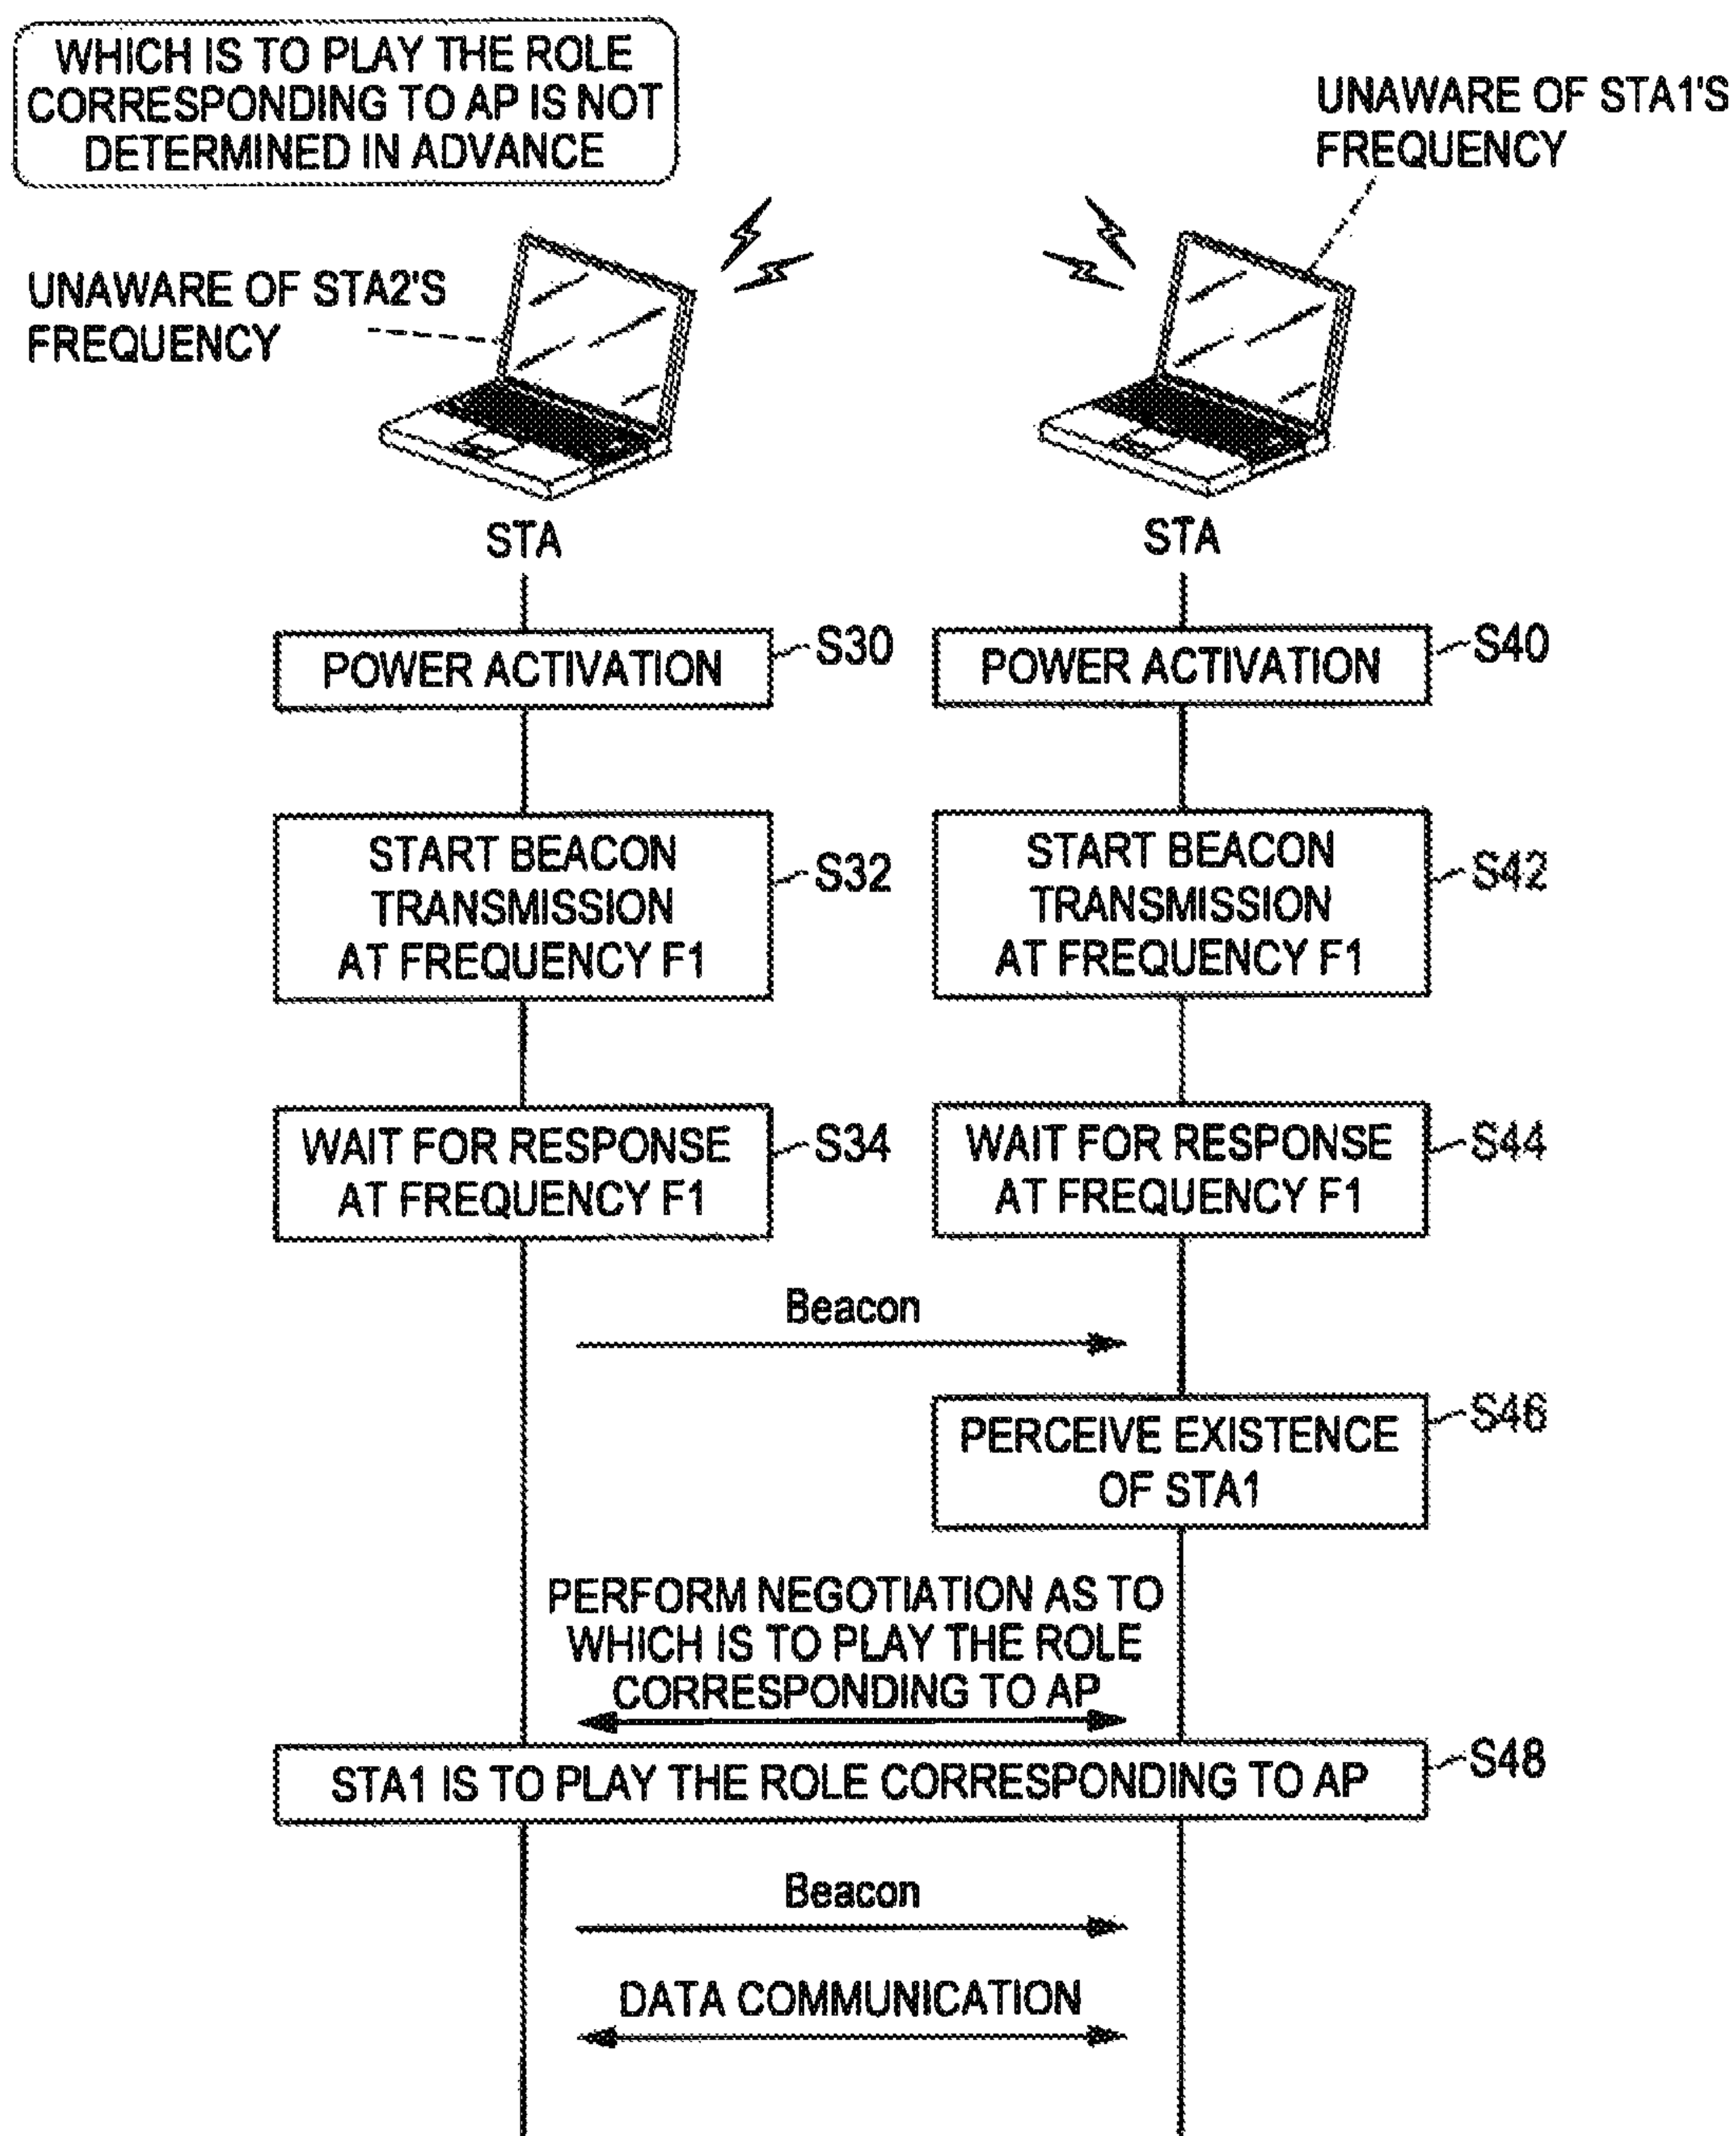 WHICH IS TO PLAY THE ROLE
CORRESPONDING TO AP IS NOT
DETERMINED IN ADVANCE
UNAWARE OF STA1'S
FREQUENCY
UNAWARE OF STA2'S
FREQUENCY
STA
STA
POWER ACTIVATION
S30
POWER ACTIVATION
S40
START BEACON
TRANSMISSION
AT FREQUENCY F1
S32
START BEACON
TRANSMISSION
AT FREQUENCY F1
S42
WAIT FOR RESPONSE
AT FREQUENCY F1
S34
WAIT FOR RESPONSE
AT FREQUENCY F1
S44
Beacon
PERCEIVE EXISTENCE
OF STA1
S46
PERFORM NEGOTIATION AS TO
WHICH IS TO PLAY THE ROLE
CORRESPONDING TO AP
STA1 IS TO PLAY THE ROLE CORRESPONDING TO AP
S48
Beacon
DATA COMMUNICATION